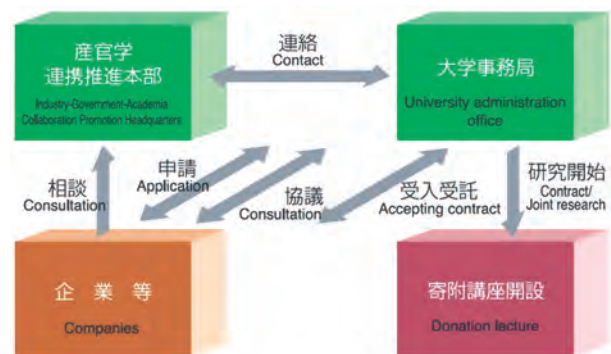 産官学
連携推進本部
Industry-Government-Academia
Collaboration Promotion Headquarters
連絡
Contact
大学事務局
University administration
office
相談
Consultation
申請
Application
協議
Consultation
受入受託
Accepting contract
研究開始
Contract/
Joint research
企業等
Companies
寄附講座開設
Donation lecture